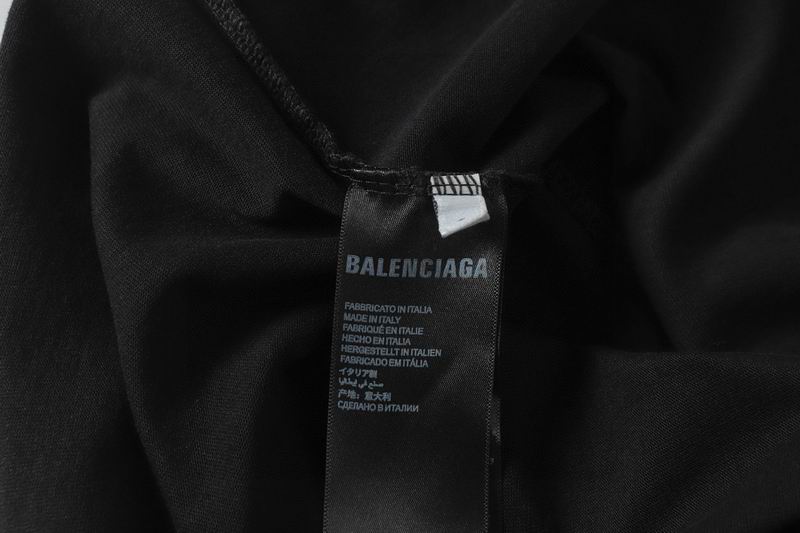 BALENCIAGA
FABBRICATO IN ITALIA
MADE IN ITALY
FABRIQUÉ EN ITALIE
HECHO EN ITALIA
HERGESTELLT IN ITALIEN
FABRICADO EM ITÁLIA
イタリア製
صنع في إيطاليا
产地：意大利
СДЕЛАНО В ИТАЛИИ